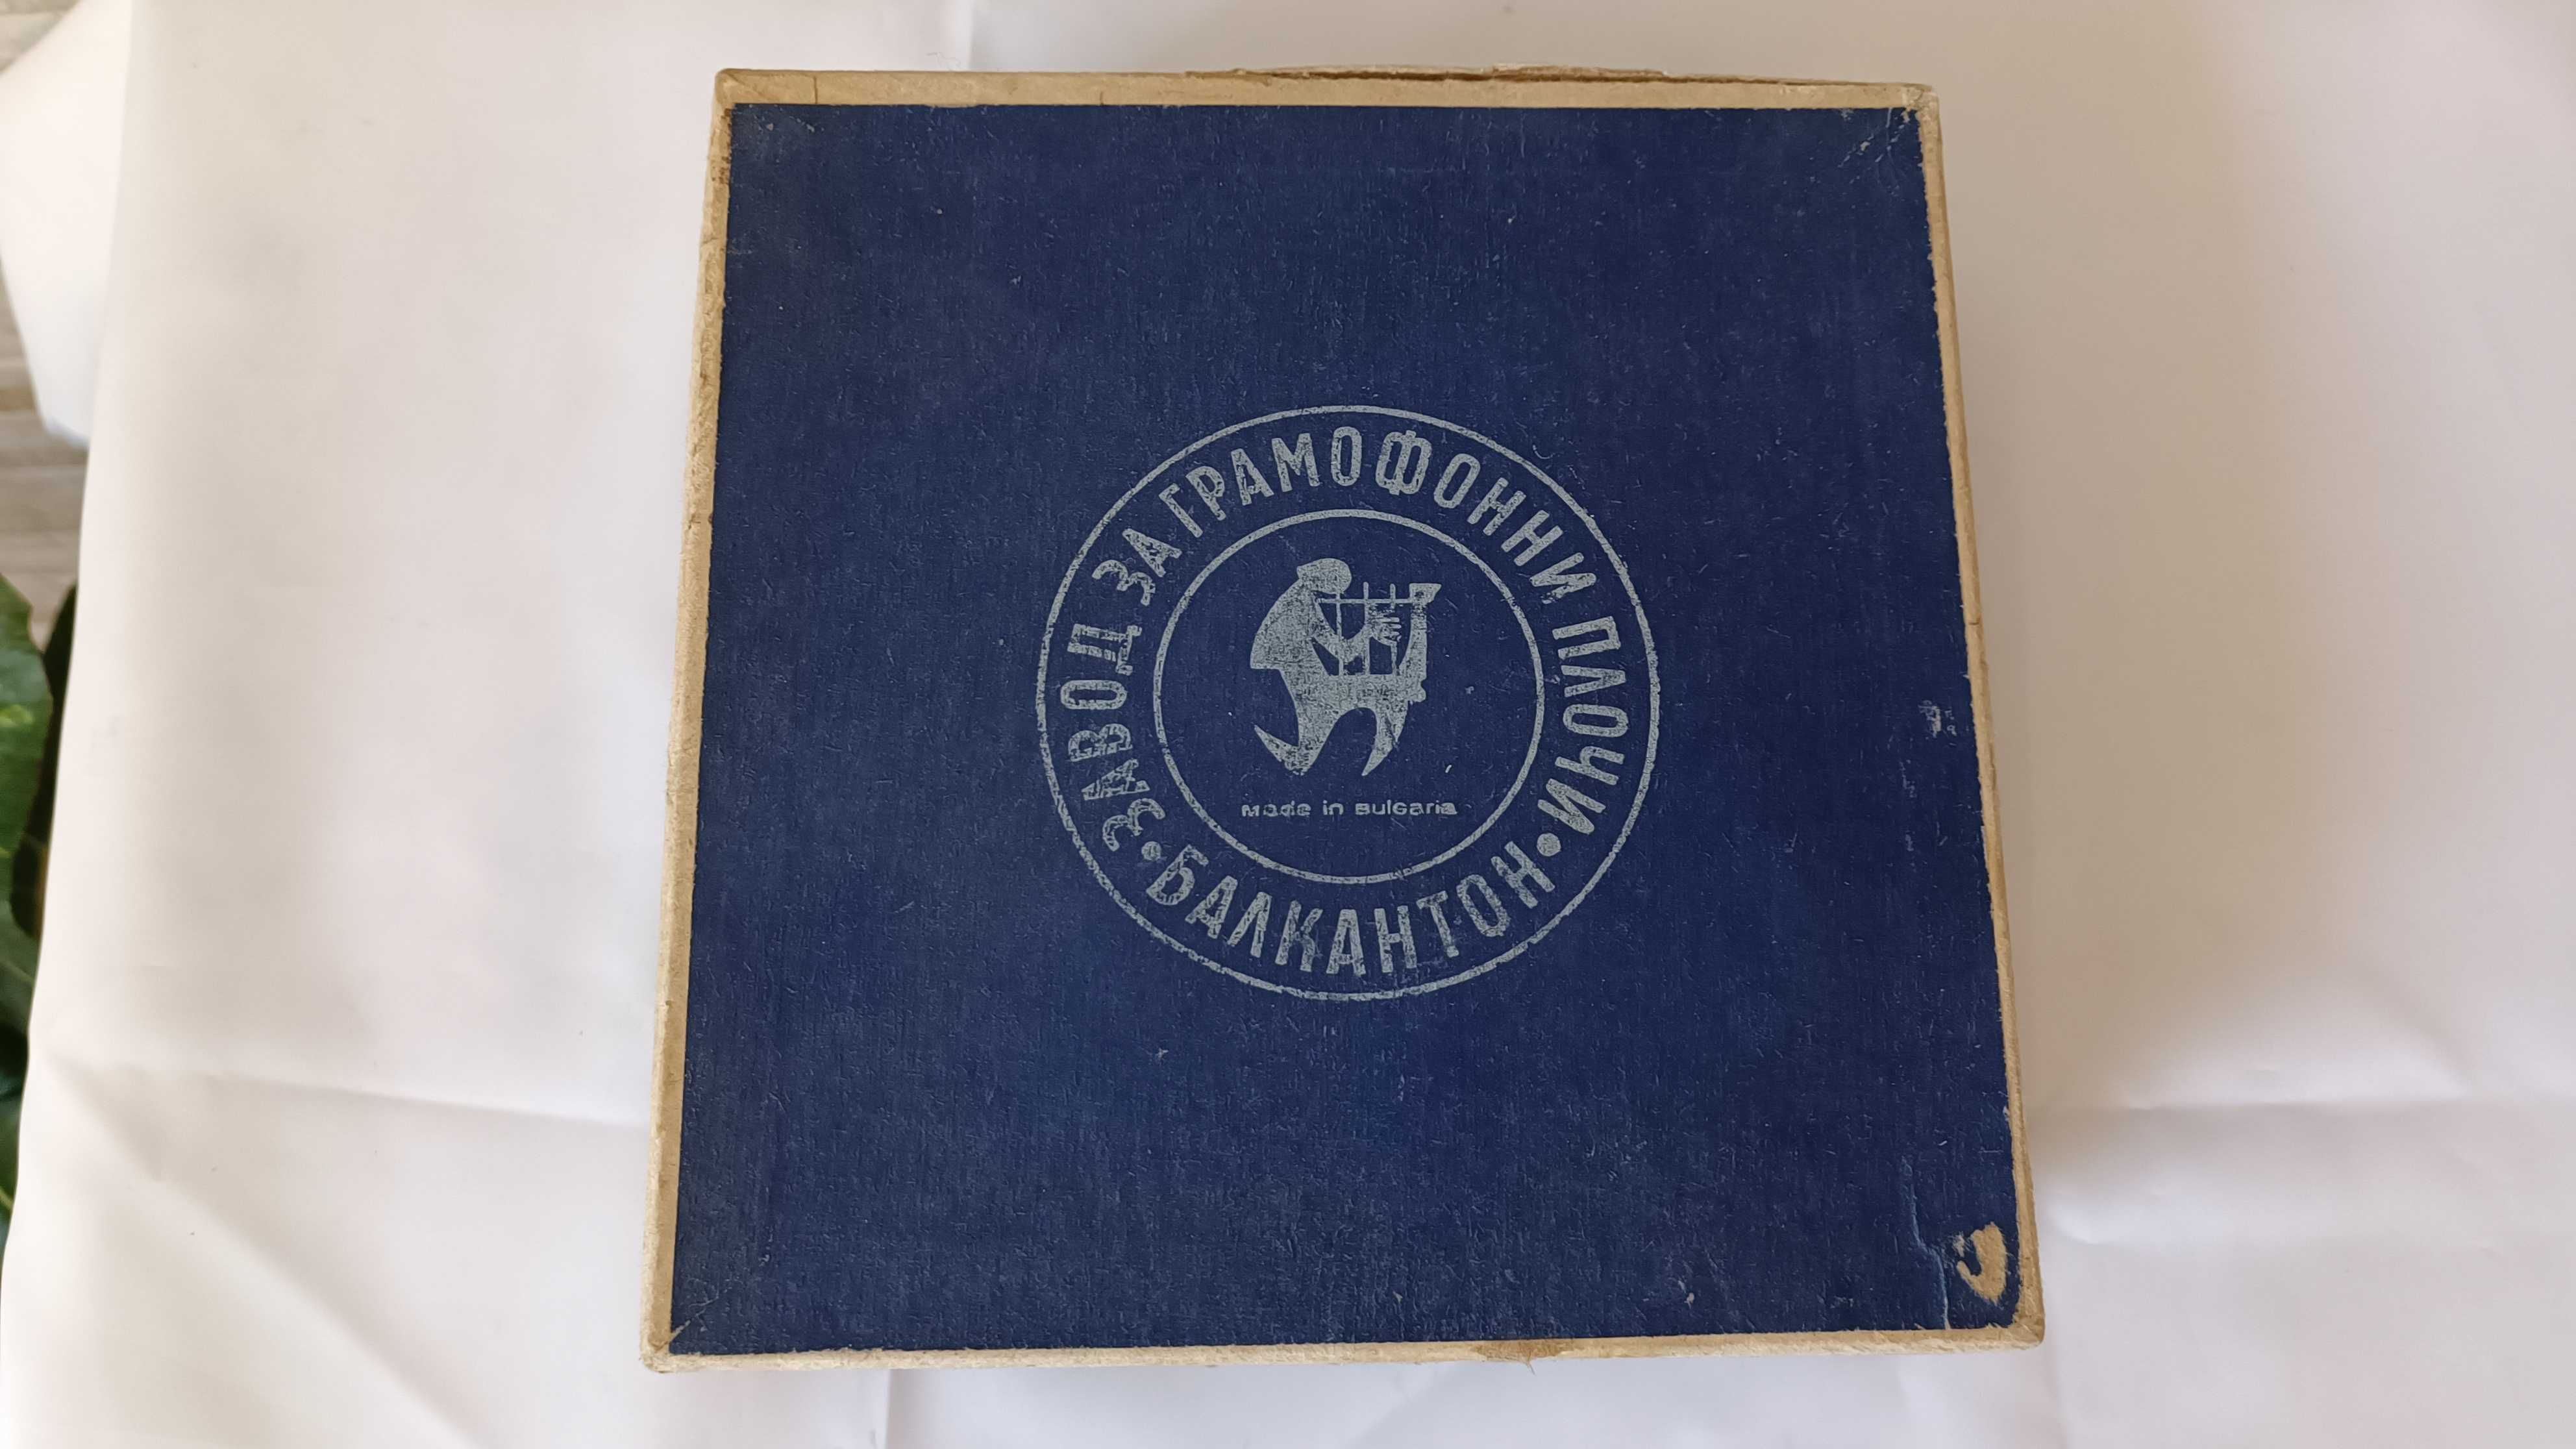 ЗАВОД ЗА ГРАМОФОННИ ПЛОЧИ
• БАЛКАНТОН •
Made in Bulgaria